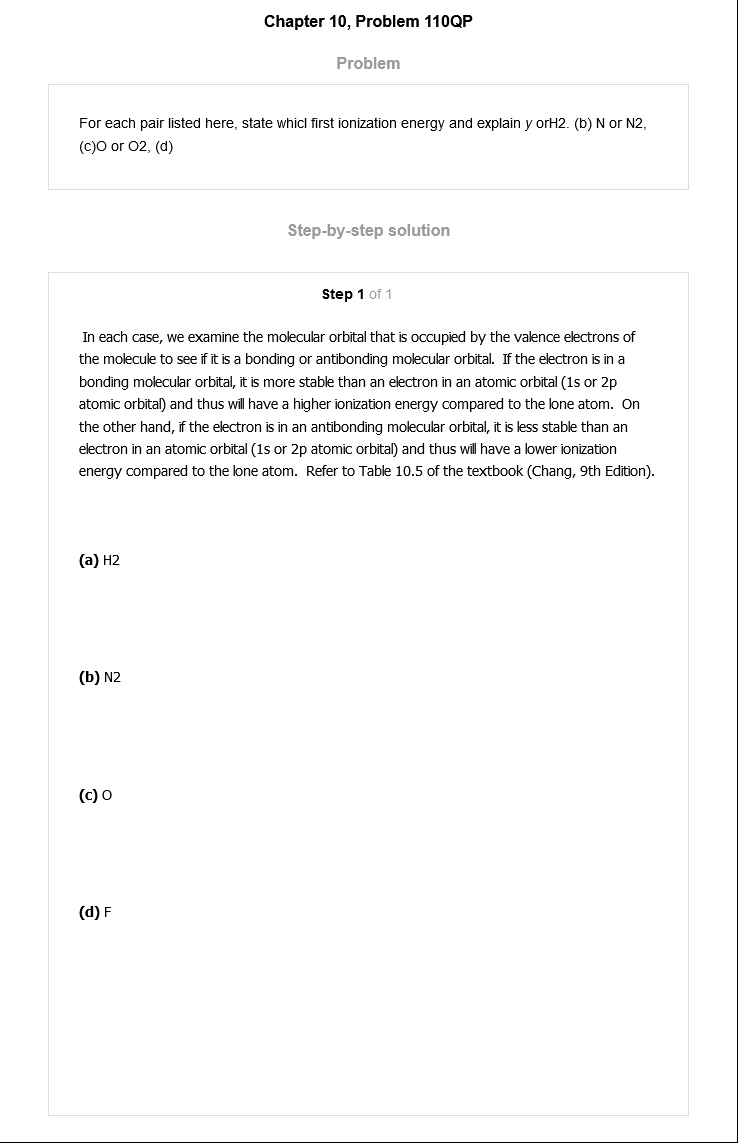 Chapter 10, Problem 110QP
Problem
For each pair listed here, state whicl first ionization energy and explain y orH2. (b) N or N2,
(c)O or O2, (d)
Step-by-step solution
Step 1 of 1
In each case, we examine the molecular orbital that is occupied by the valence electrons of
the molecule to see if it is a bonding or antibonding molecular orbital. If the electron is in a
bonding molecular orbital, it is more stable than an electron in an atomic orbital (1s or 2p
atomic orbital) and thus will have a higher ionization energy compared to the lone atom. On
the other hand, if the electron is in an antibonding molecular orbital, it is less stable than an
electron in an atomic orbital (1s or 2p atomic orbital) and thus will have a lower ionization
energy compared to the lone atom. Refer to Table 10.5 of the textbook (Chang, 9th Edition).
(a) H2
(b) N2
(c) O
(d) F